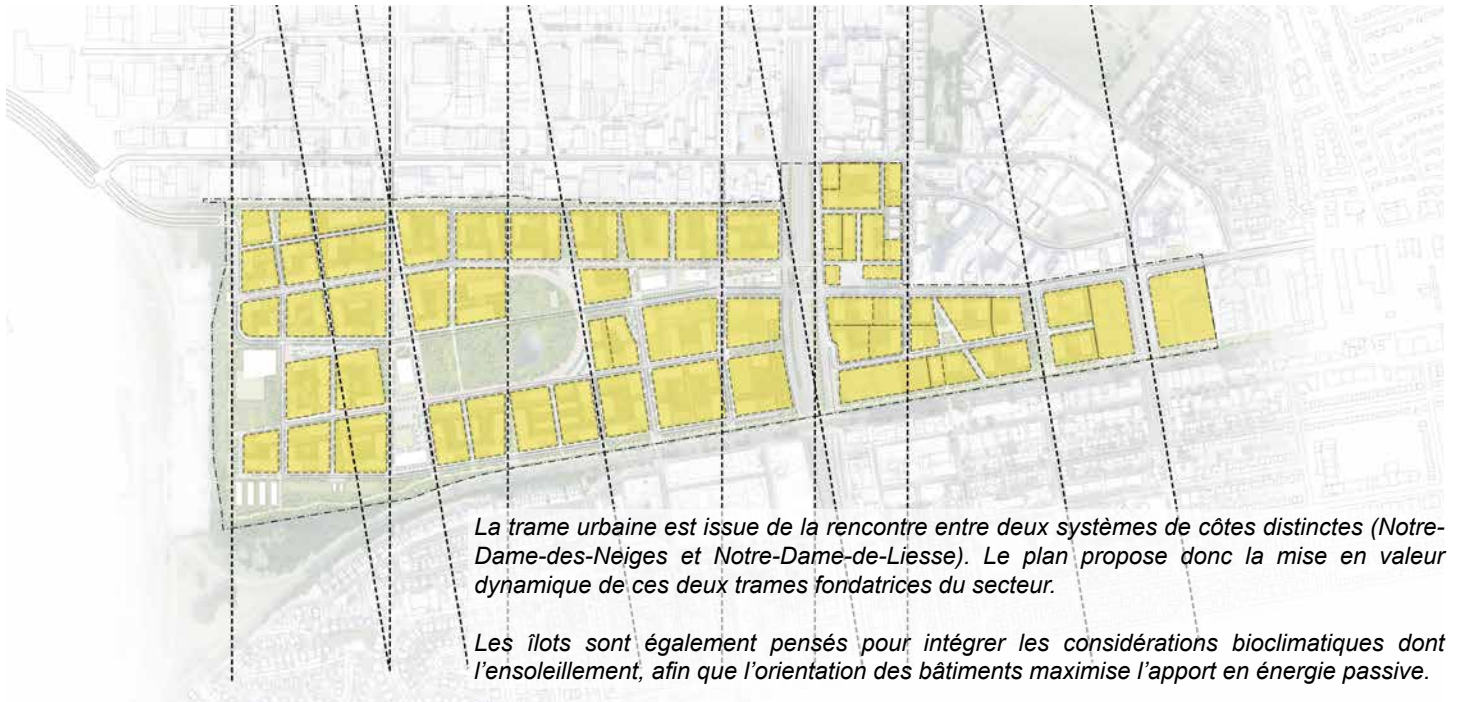 La trame urbaine est issue de la rencontre entre deux systèmes de côtes distinctes (Notre-
Dame-des-Neiges et Notre-Dame-de-Liesse). Le plan propose donc la mise en valeur
dynamique de ces deux trames fondatrices du secteur.
Les îlots sont également pensés pour intégrer les considérations bioclimatiques dont
l’ensoleillement, afin que l’orientation des bâtiments maximise l’apport en énergie passive.